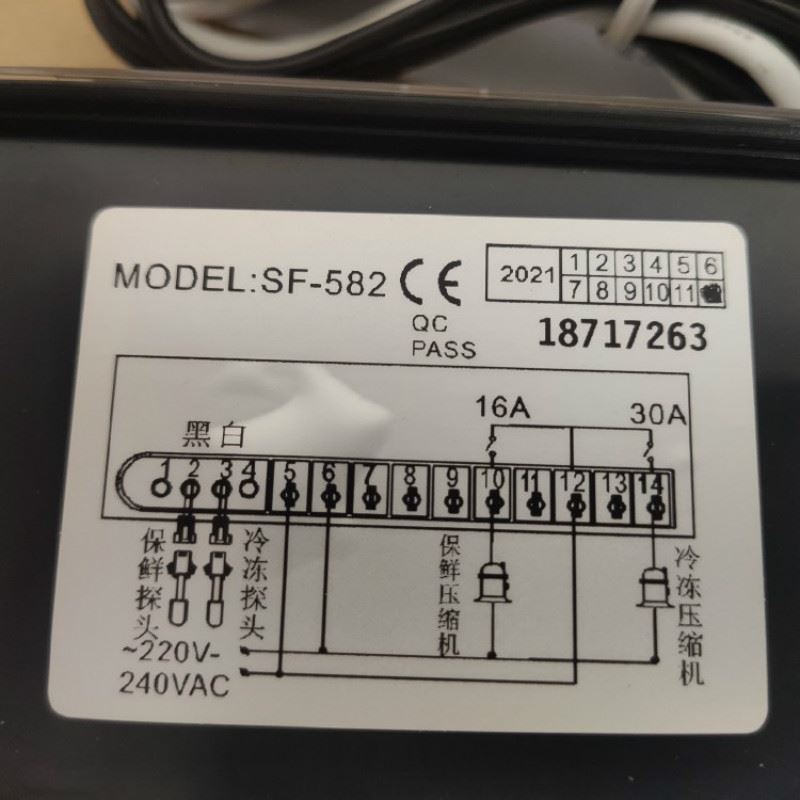 MODEL:SF-582 CE
2021 1 2 3 4 5 6
7 8 9 10 11
QC
PASS
18717263
16A
30A
黑 白
1 2 3 4 5 6 7 8 9 10 11 12 13 14
保鲜探头
冷冻探头
保鲜压缩机
冷冻压缩机
~220V-
240VAC